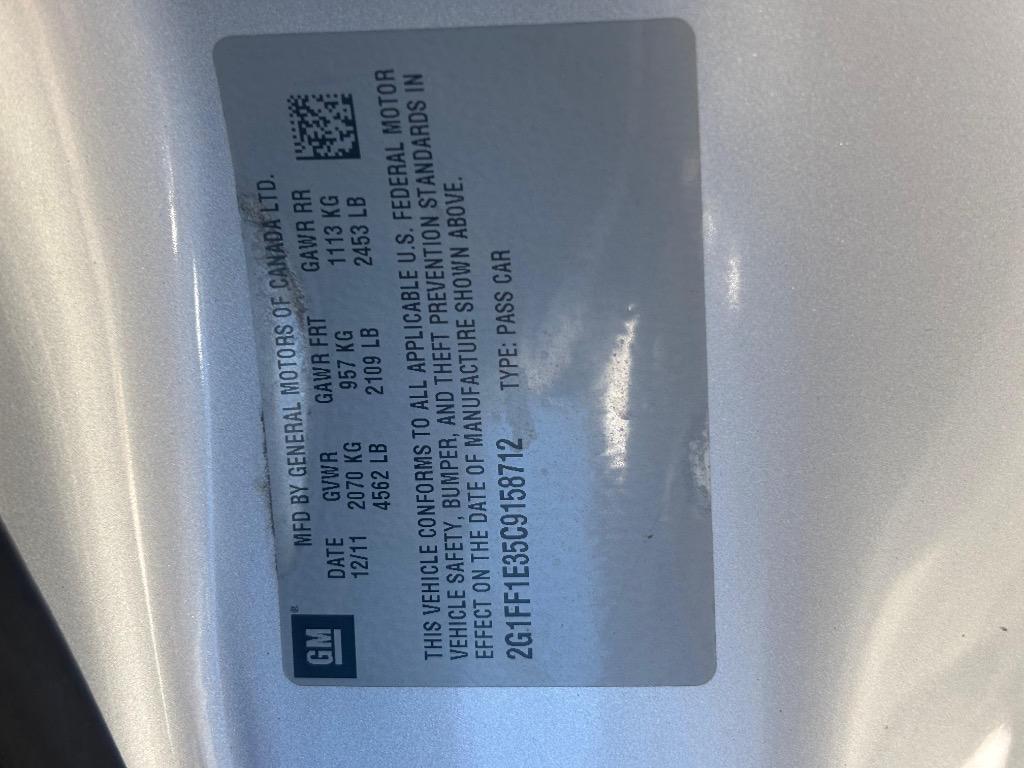 GM ®
MFD BY GENERAL MOTORS OF CANADA LTD.
DATE GVWR GAWR FRT GAWR RR
12/11 2070 KG 957 KG 1113 KG
4562 LB 2109 LB 2453 LB
THIS VEHICLE CONFORMS TO ALL APPLICABLE U.S. FEDERAL MOTOR
VEHICLE SAFETY, BUMPER, AND THEFT PREVENTION STANDARDS IN
EFFECT ON THE DATE OF MANUFACTURE SHOWN ABOVE.
2G1FF1E35C9158712 TYPE: PASS CAR